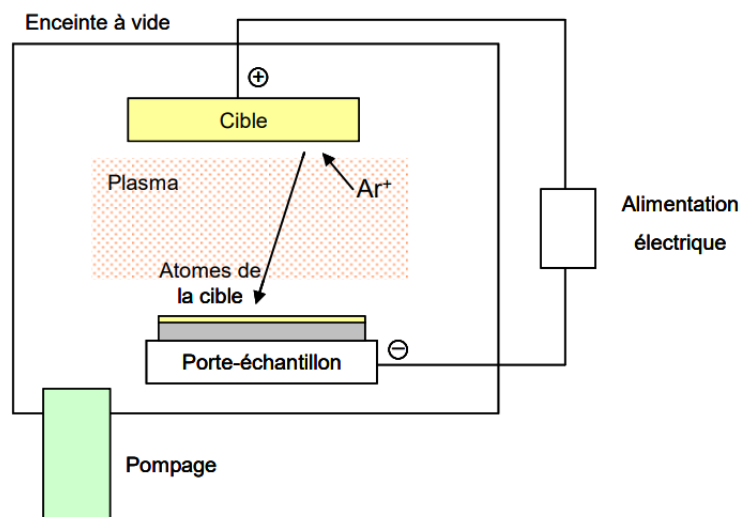 Enceinte à vide
+
Cible
Plasma
Ar+
Alimentation
électrique
Atomes de
la cible
−
Porte-échantillon
Pompage